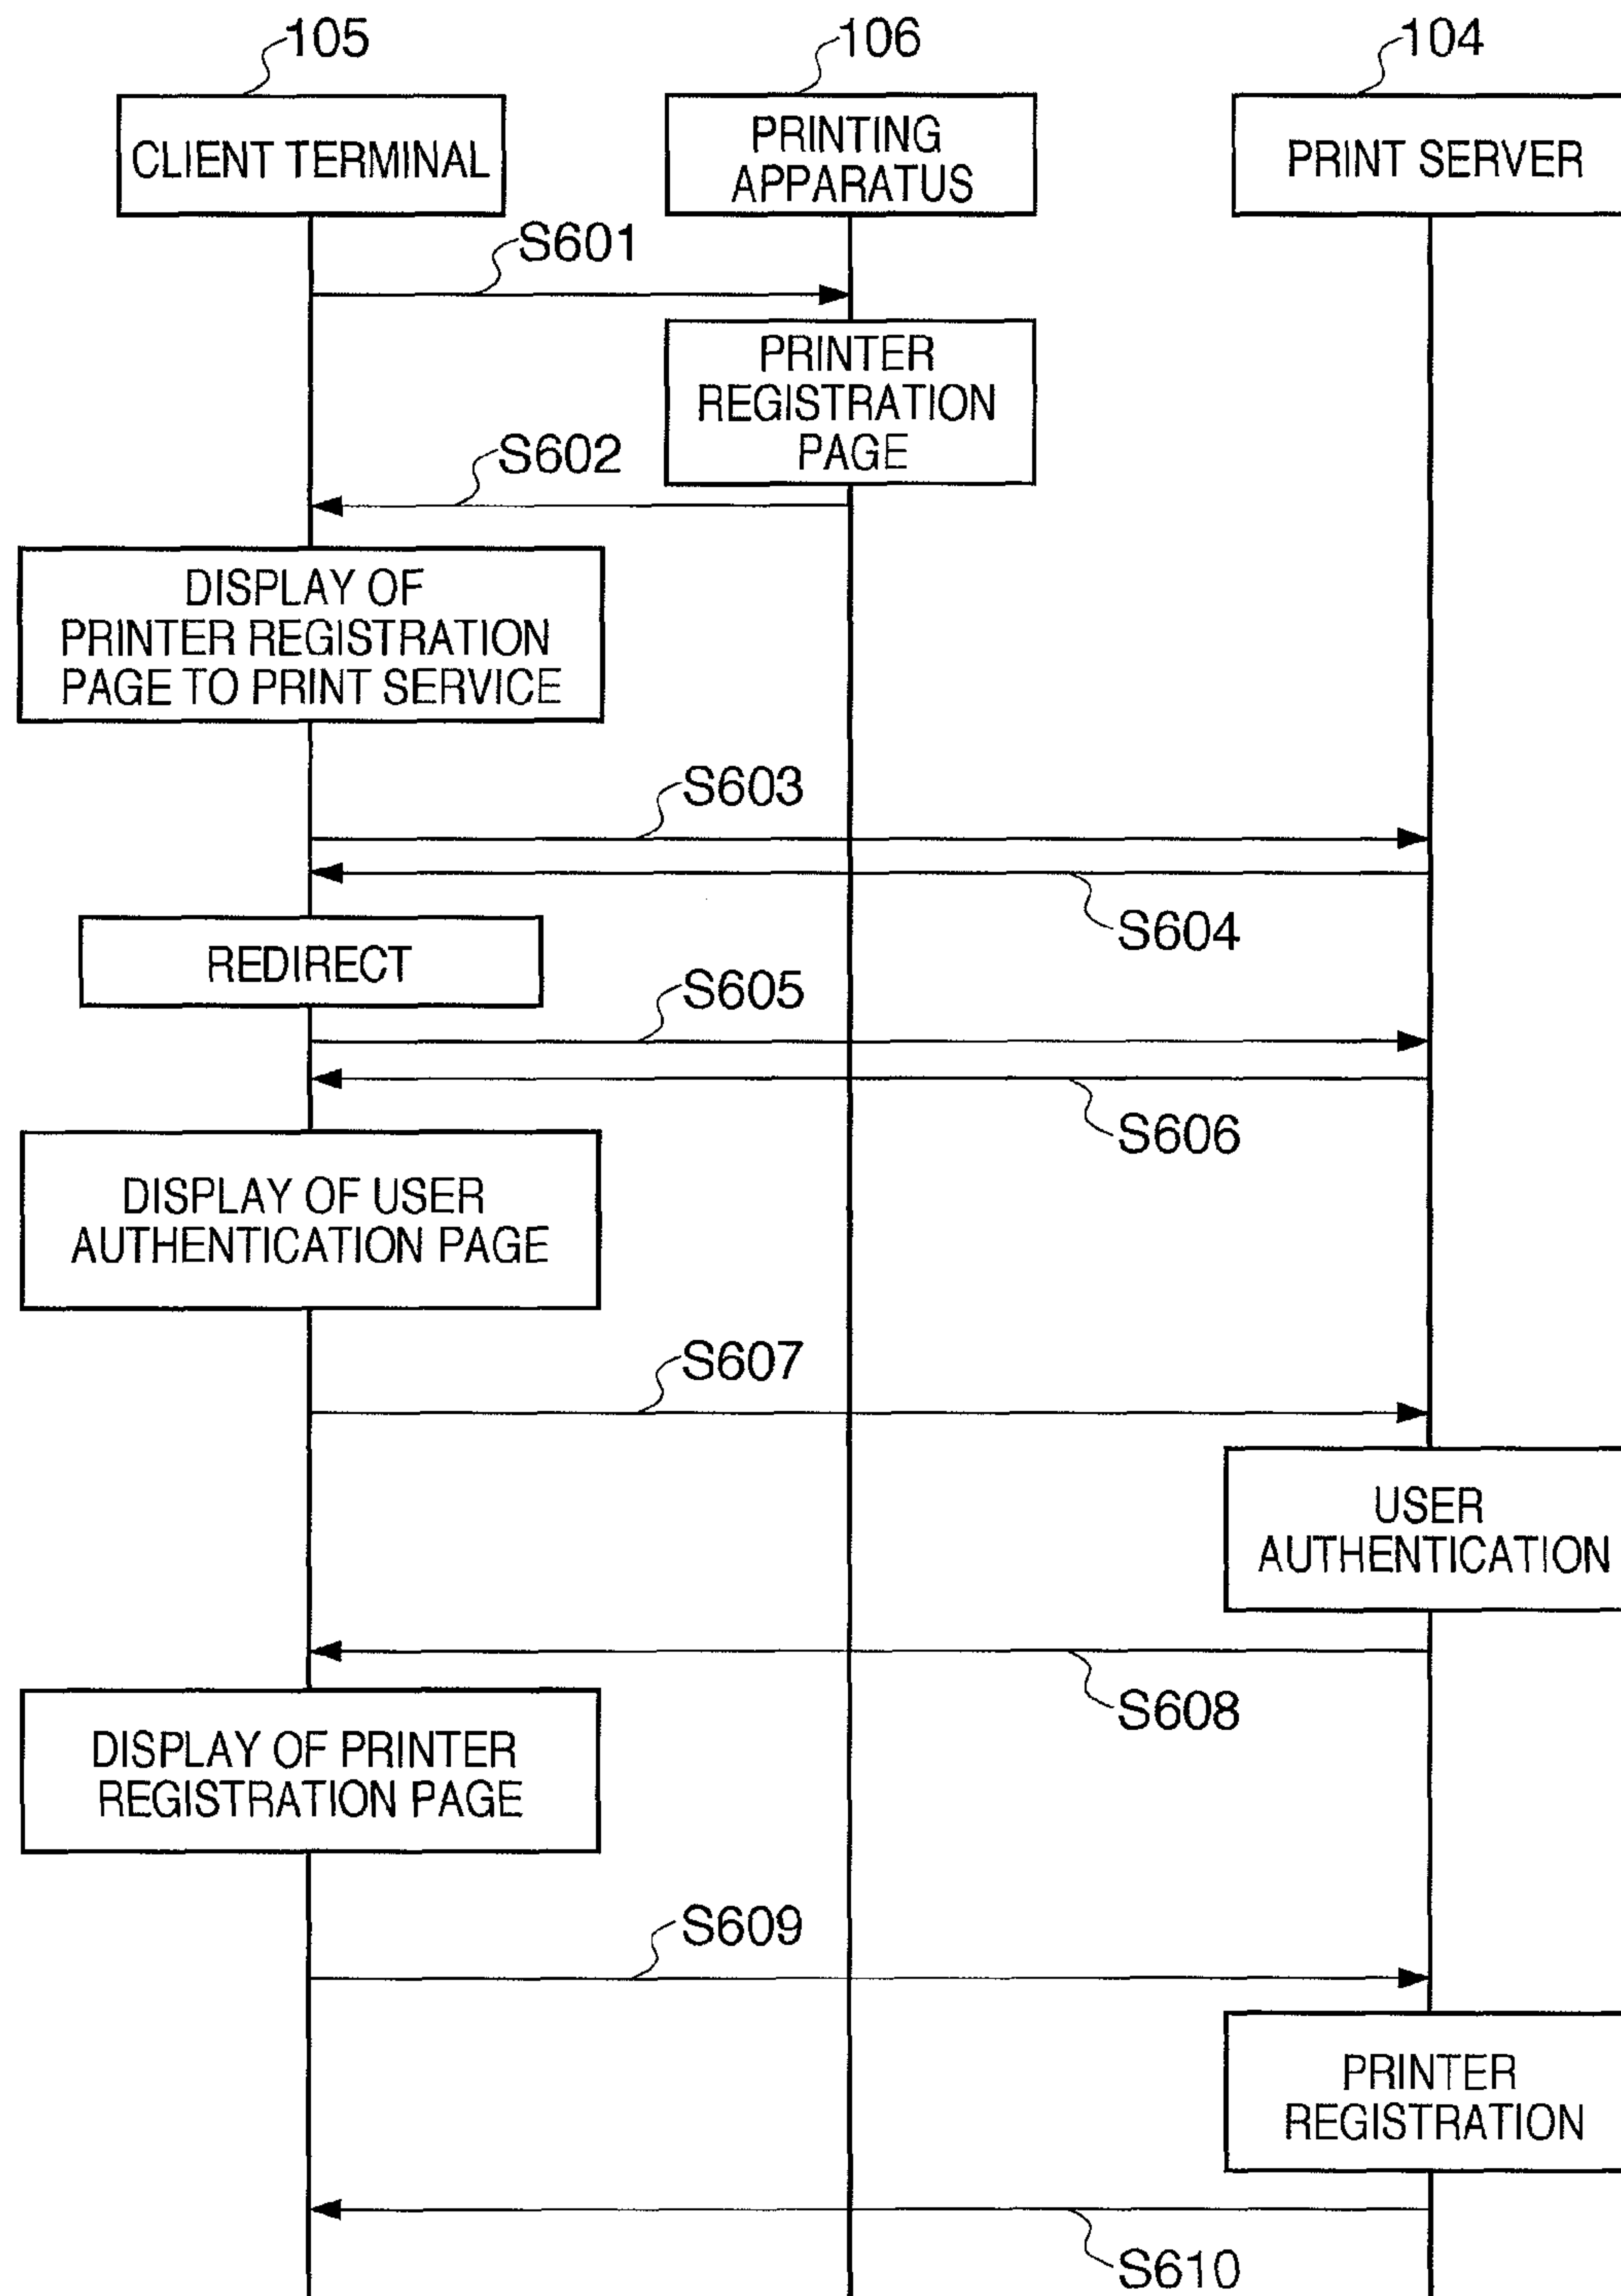 105
106
104
CLIENT TERMINAL
PRINTING
APPARATUS
PRINT SERVER
S601
PRINTER
REGISTRATION
PAGE
S602
DISPLAY OF
PRINTER REGISTRATION
PAGE TO PRINT SERVICE
S603
S604
REDIRECT
S605
S606
DISPLAY OF USER
AUTHENTICATION PAGE
S607
USER
AUTHENTICATION
S608
DISPLAY OF PRINTER
REGISTRATION PAGE
S609
PRINTER
REGISTRATION
S610